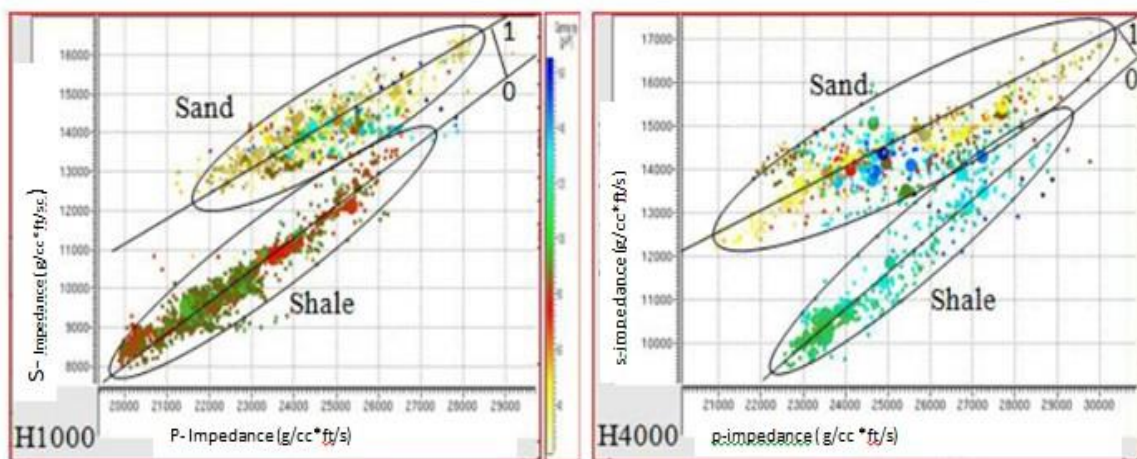 1
0
Sand
Shale
S- Impedance (g/cc*ft/sc)
16000
15000
14000
13000
12000
11000
10000
9000
8000
20000 21000 22000 23000 24000 25000 26000 27000 28000 29000
H1000
P- Impedance (g/cc*ft/s)
1
0
Sand
Shale
s-impedance (g/cc*ft/s)
17000
16000
15000
14000
13000
12000
11000
10000
21000 22000 23000 24000 25000 26000 27000 28000 29000 30000
H4000
p-impedance ( g/cc *ft/s)